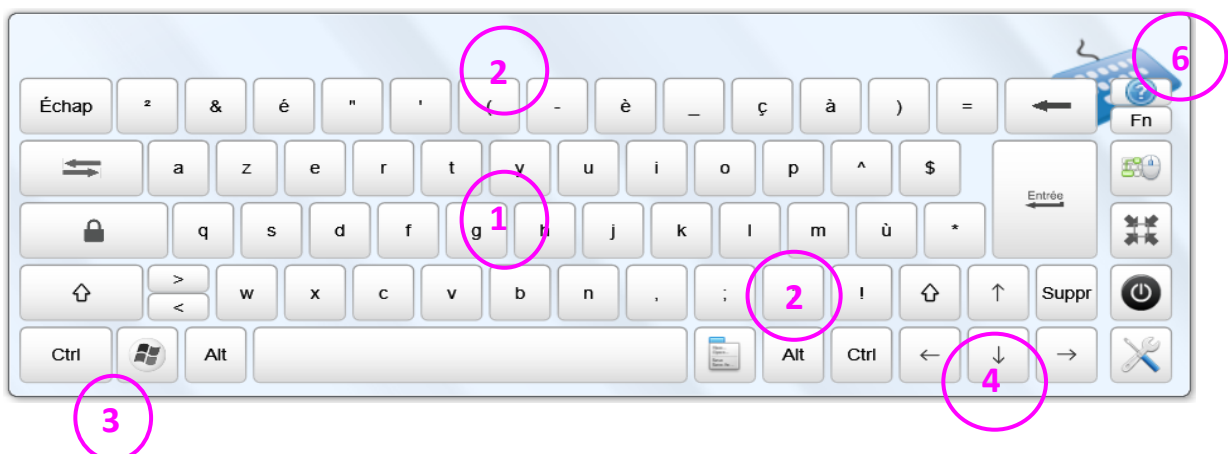 2 6
Échap ² & é " ' ( - è _ ç à ) = Fn
a z e r t y u i o p ^ $ Entrée
1
q s d f g h j k l m ù *
> < w x c v b n , ; 2 ! ↑ Suppr
Ctrl Alt Alt Ctrl ← ↓ →
3 4